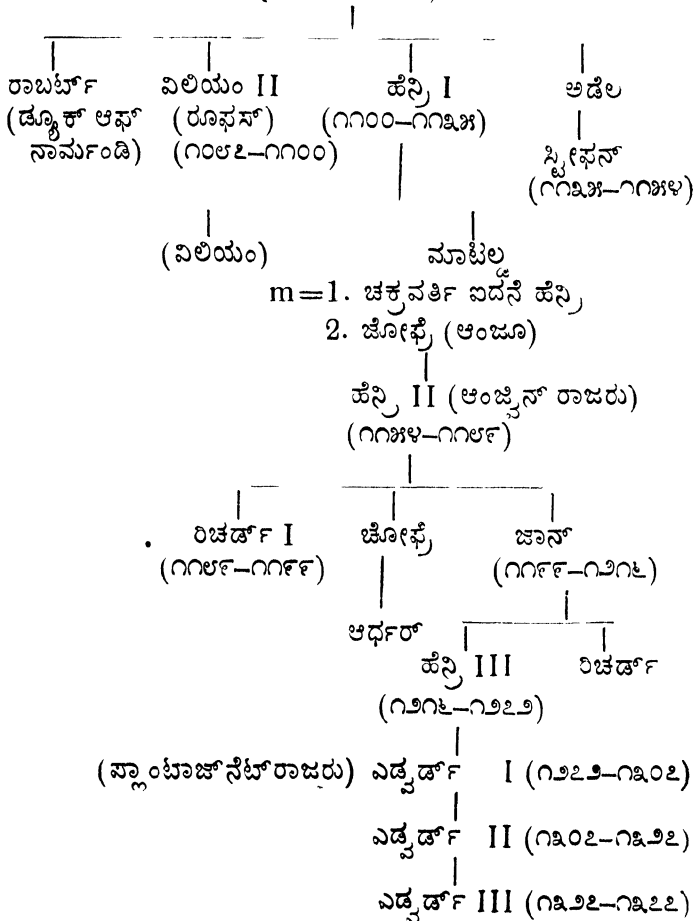 ರಾಬರ್ಟ್ ವಿಲಿಯಂ II ಹೆನ್ರಿ I ಅಡೆಲ
(ಡ್ಯೂಕ್ ಆಫ್ (ರೂಫಸ್) (೧೧೦೦–೧೧೩೫)
ನಾರ್ಮಂಡಿ) (೧೦೮೭–೧೧೦೦) ಸ್ಟೀಫನ್
(೧೧೩೫–೧೧೫೪)
(ವಿಲಿಯಂ) ಮಾಟಿಲ್ಡ
m=1. ಚಕ್ರವರ್ತಿ ಐದನೆ ಹೆನ್ರಿ
2. ಜೋಫ್ರೆ (ಆಂಜೂ)
ಹೆನ್ರಿ II (ಆಂಜ್ವಿನ್ ರಾಜರು)
(೧೧೫೪–೧೧೮೯)
ರಿಚರ್ಡ್ I ಚೋಫ್ರೆ ಜಾನ್
(೧೧೮೯–೧೧೯೯) (೧೧೯೯–೧೨೧೬)
ಆರ್ಥರ್
ಹೆನ್ರಿ III ರಿಚರ್ಡ್
(೧೨೧೬–೧೨೭೨)
(ಪ್ಲಾಂಟಾಜ್‌ನೆಟ್ ರಾಜರು) ಎಡ್ವರ್ಡ್ I (೧೨೭೨–೧೩೦೭)
ಎಡ್ವರ್ಡ್ II (೧೩೦೭–೧೩೨೭)
ಎಡ್ವರ್ಡ್ III (೧೩೨೭–೧೩೭೭)